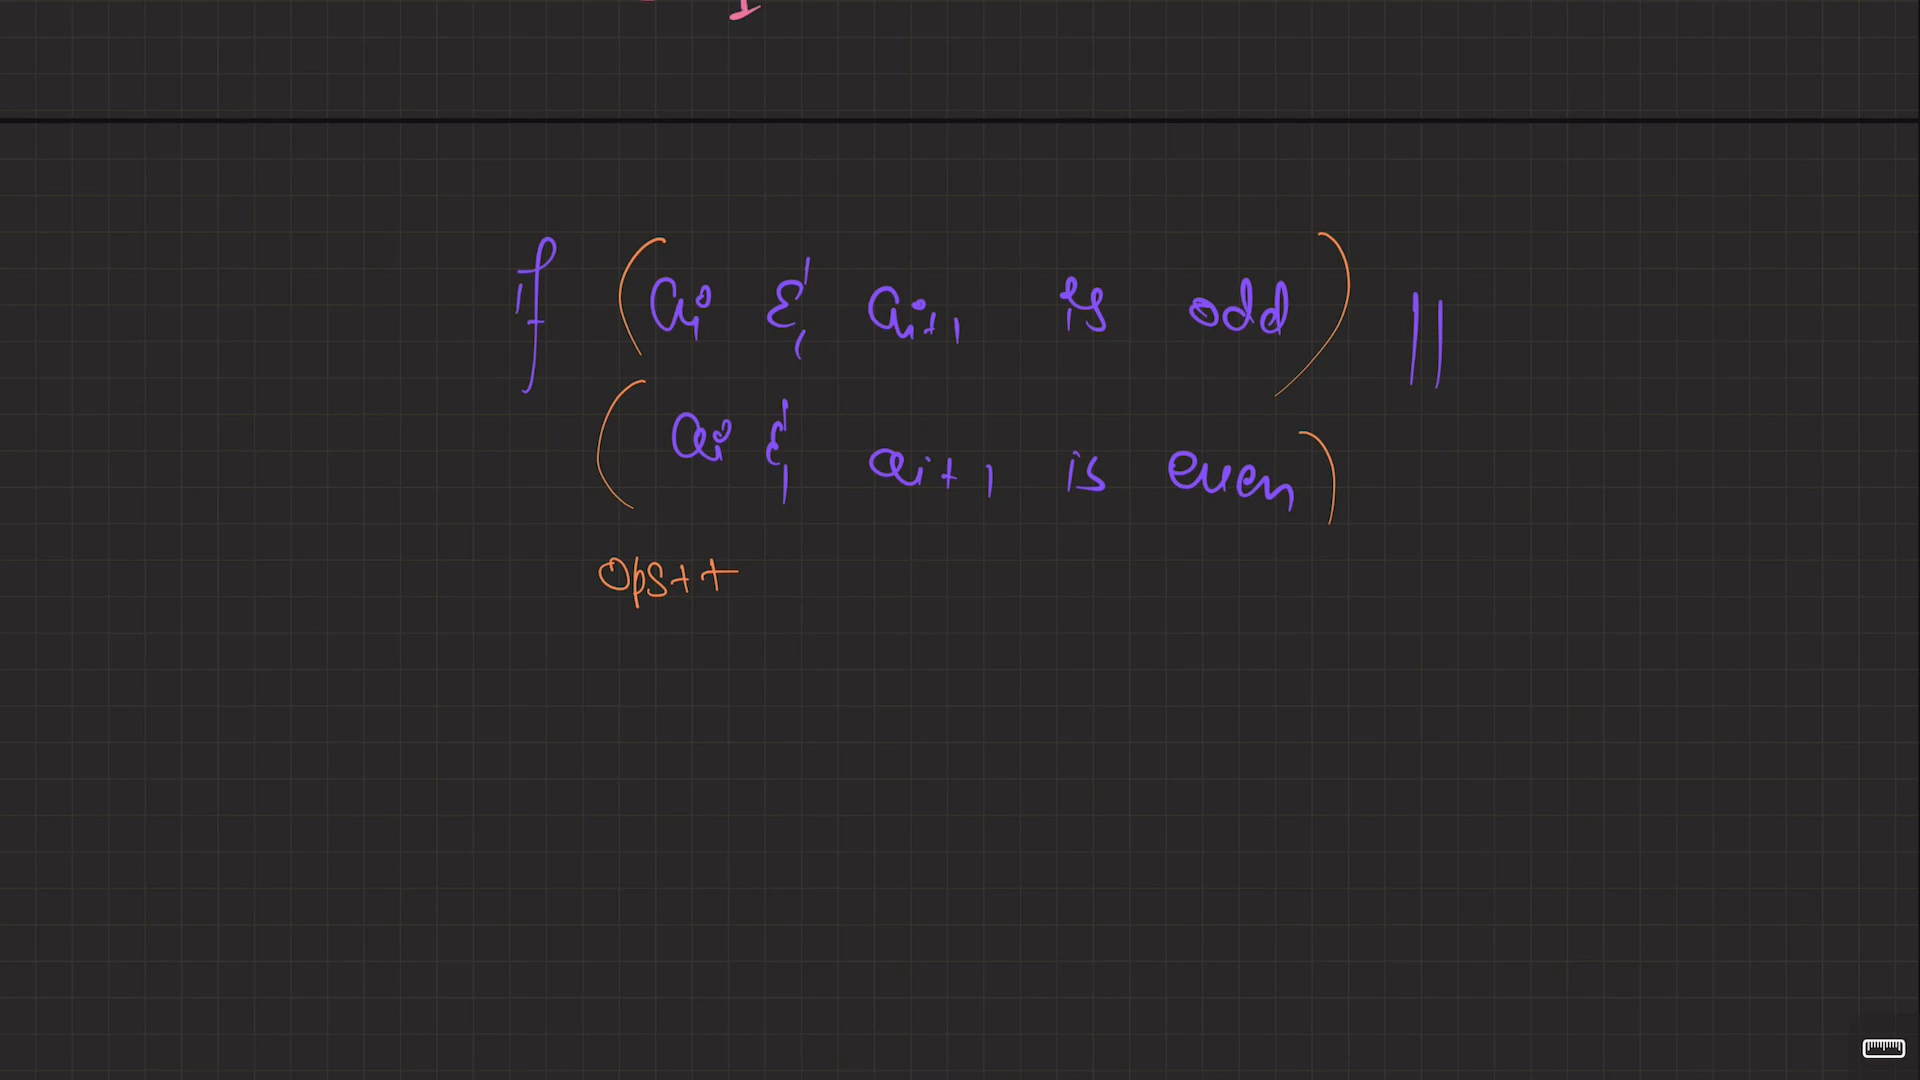 if (ai & ai+1 is odd) ||
(ai & ai+1 is even)
ops++